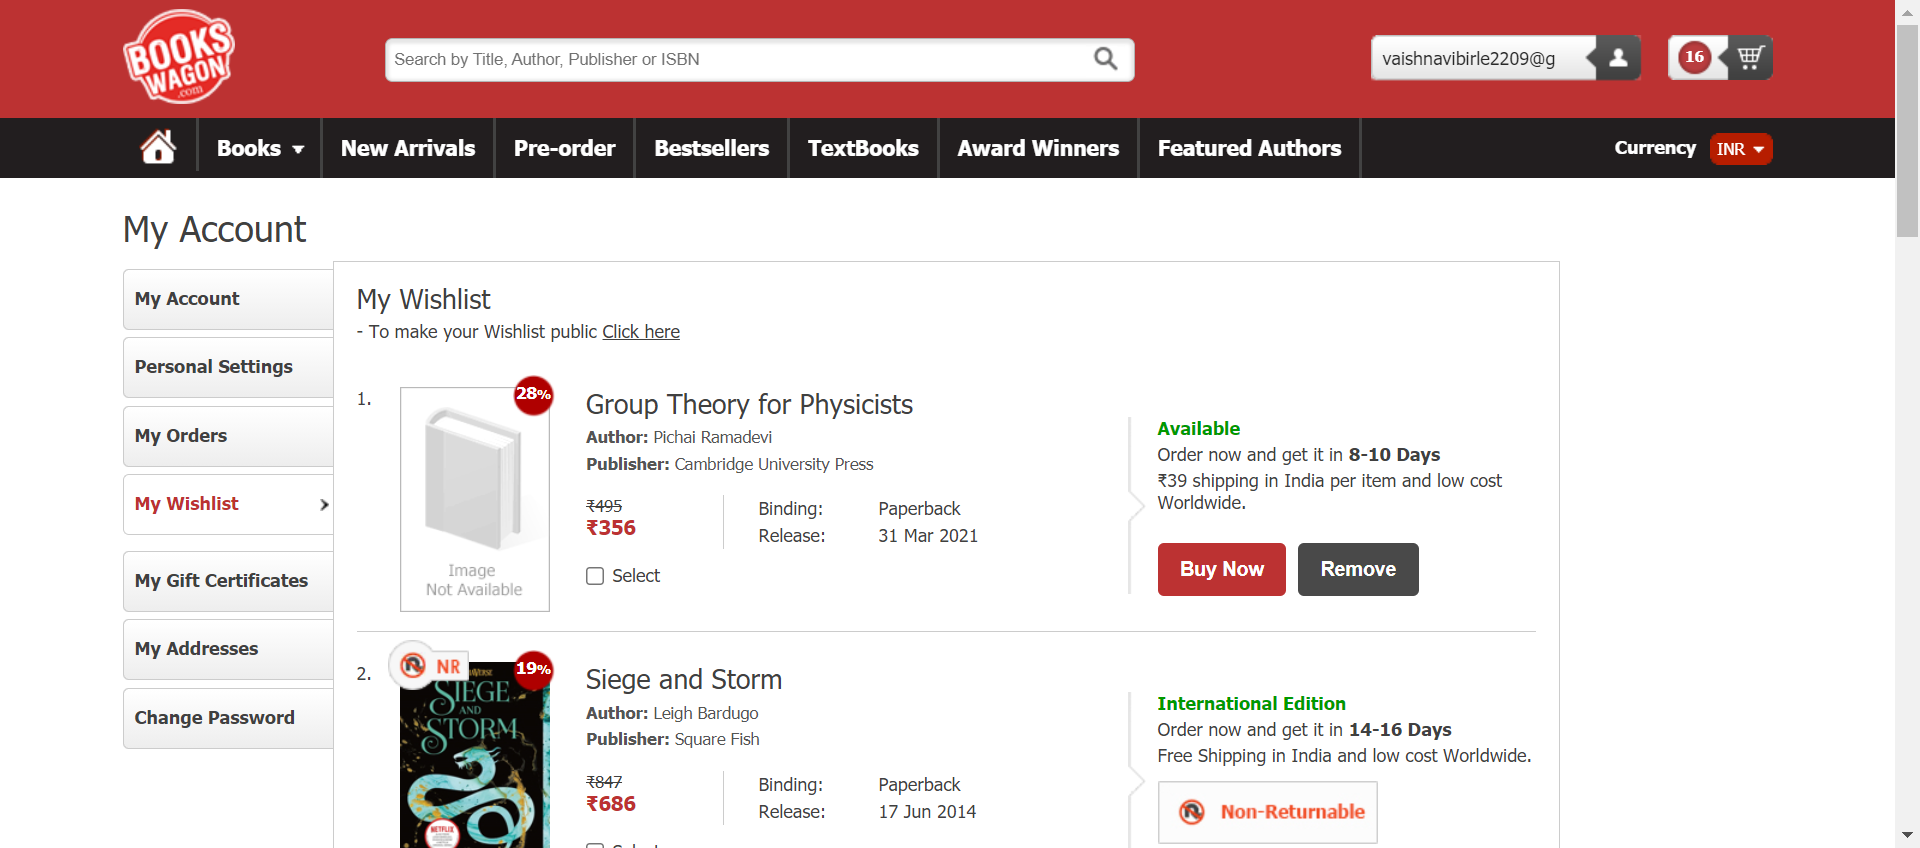 BOOKS
WAGON
.com
Search by Title, Author, Publisher or ISBN
vaishnavibirle2209@g
16
Books
New Arrivals
Pre-order
Bestsellers
TextBooks
Award Winners
Featured Authors
Currency
INR
My Account
My Account
Personal Settings
My Orders
My Wishlist
My Gift Certificates
My Addresses
Change Password
My Wishlist
- To make your Wishlist public Click here
1.
28%
Image
Not Available
Group Theory for Physicists
Author: Pichai Ramadevi
Publisher: Cambridge University Press
₹495
₹356
Binding: Paperback
Release: 31 Mar 2021
Select
Available
Order now and get it in 8-10 Days
₹39 shipping in India per item and low cost
Worldwide.
Buy Now
Remove
2.
NR
19%
SIEGE
AND
STORM
NETFLIX
Siege and Storm
Author: Leigh Bardugo
Publisher: Square Fish
₹847
₹686
Binding: Paperback
Release: 17 Jun 2014
Select
International Edition
Order now and get it in 14-16 Days
Free Shipping in India and low cost Worldwide.
Non-Returnable